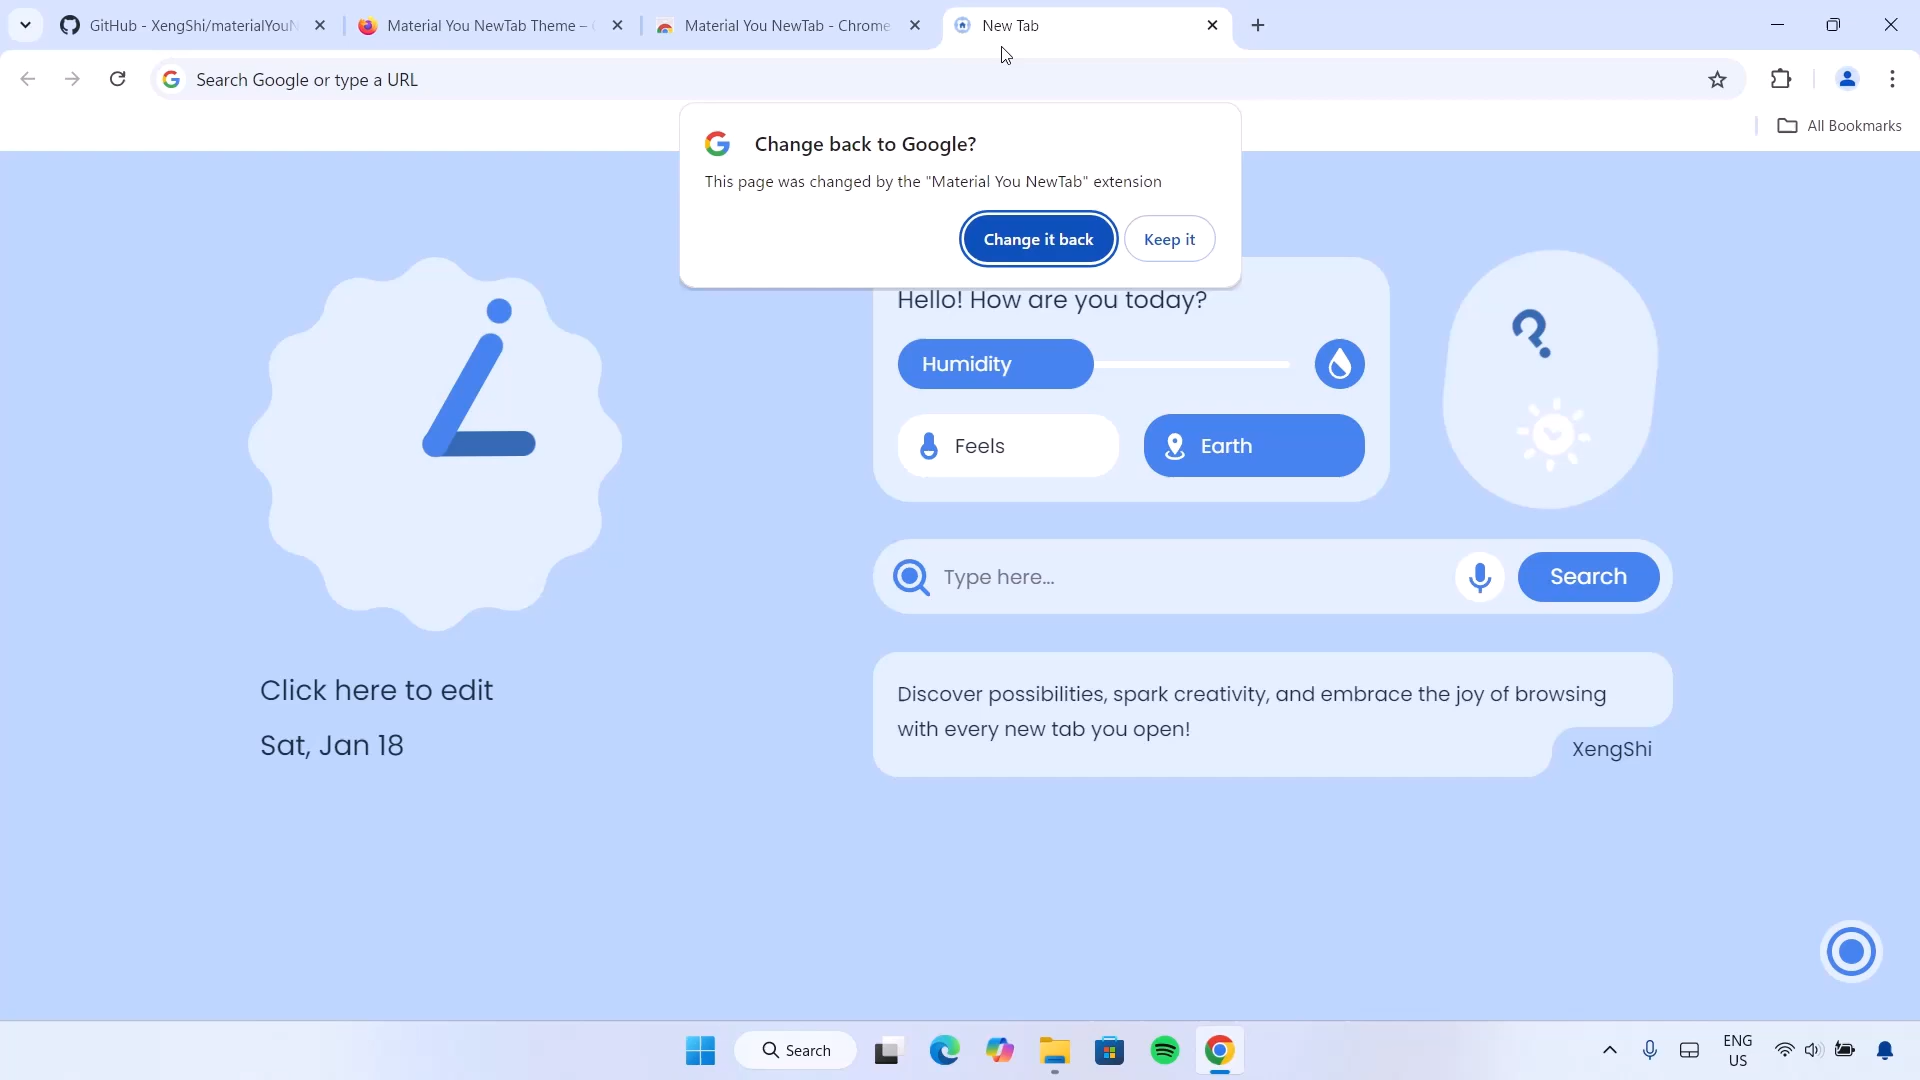 GitHub - XengShi/materialYouN
Material You NewTab Theme – 
Material You NewTab - Chrome
New Tab
Search Google or type a URL
All Bookmarks
Change back to Google?
This page was changed by the "Material You NewTab" extension
Change it back
Keep it
Hello! How are you today?
Humidity
Feels
Earth
?
Type here...
Search
Click here to edit
Sat, Jan 18
Discover possibilities, spark creativity, and embrace the joy of browsing
with every new tab you open!
XengShi
Search
ENG
US